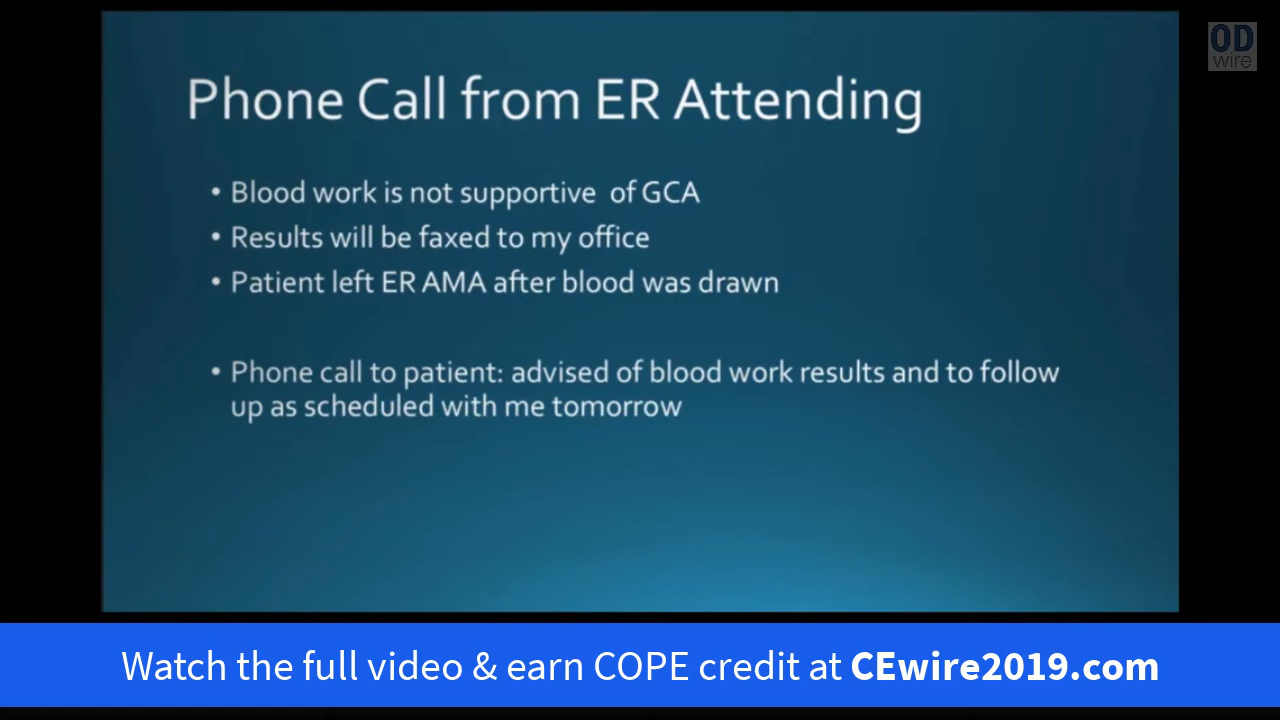 OD
wire
Phone Call from ER Attending
• Blood work is not supportive of GCA
• Results will be faxed to my office
• Patient left ER AMA after blood was drawn
• Phone call to patient: advised of blood work results and to follow
up as scheduled with me tomorrow
Watch the full video & earn COPE credit at CEwire2019.com